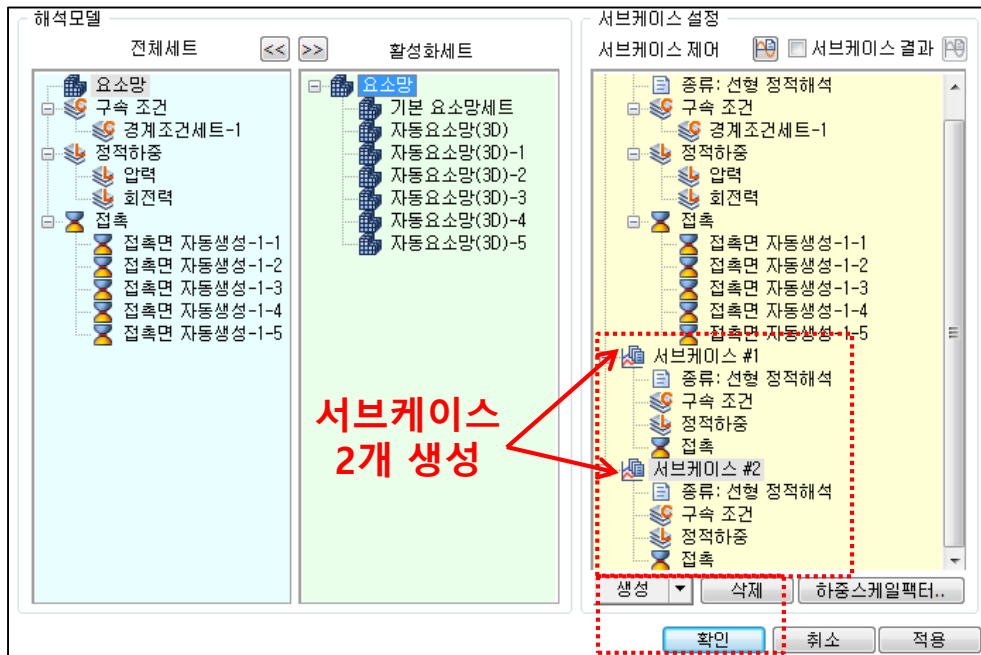 해석모델
전체세트
<<
>>
활성화세트
요소망
구속 조건
경계조건세트-1
정적하중
압력
회전력
접촉
접촉면 자동생성-1-1
접촉면 자동생성-1-2
접촉면 자동생성-1-3
접촉면 자동생성-1-4
접촉면 자동생성-1-5
요소망
기본 요소망세트
자동요소망(3D)
자동요소망(3D)-1
자동요소망(3D)-2
자동요소망(3D)-3
자동요소망(3D)-4
자동요소망(3D)-5
서브케이스
2개 생성
서브케이스 설정
서브케이스 제어
서브케이스 결과
종류: 선형 정적해석
구속 조건
경계조건세트-1
정적하중
압력
회전력
접촉
접촉면 자동생성-1-1
접촉면 자동생성-1-2
접촉면 자동생성-1-3
접촉면 자동생성-1-4
접촉면 자동생성-1-5
서브케이스 #1
종류: 선형 정적해석
구속 조건
정적하중
접촉
서브케이스 #2
종류: 선형 정적해석
구속 조건
정적하중
접촉
생성
삭제
하중스케일팩터..
확인
취소
적용